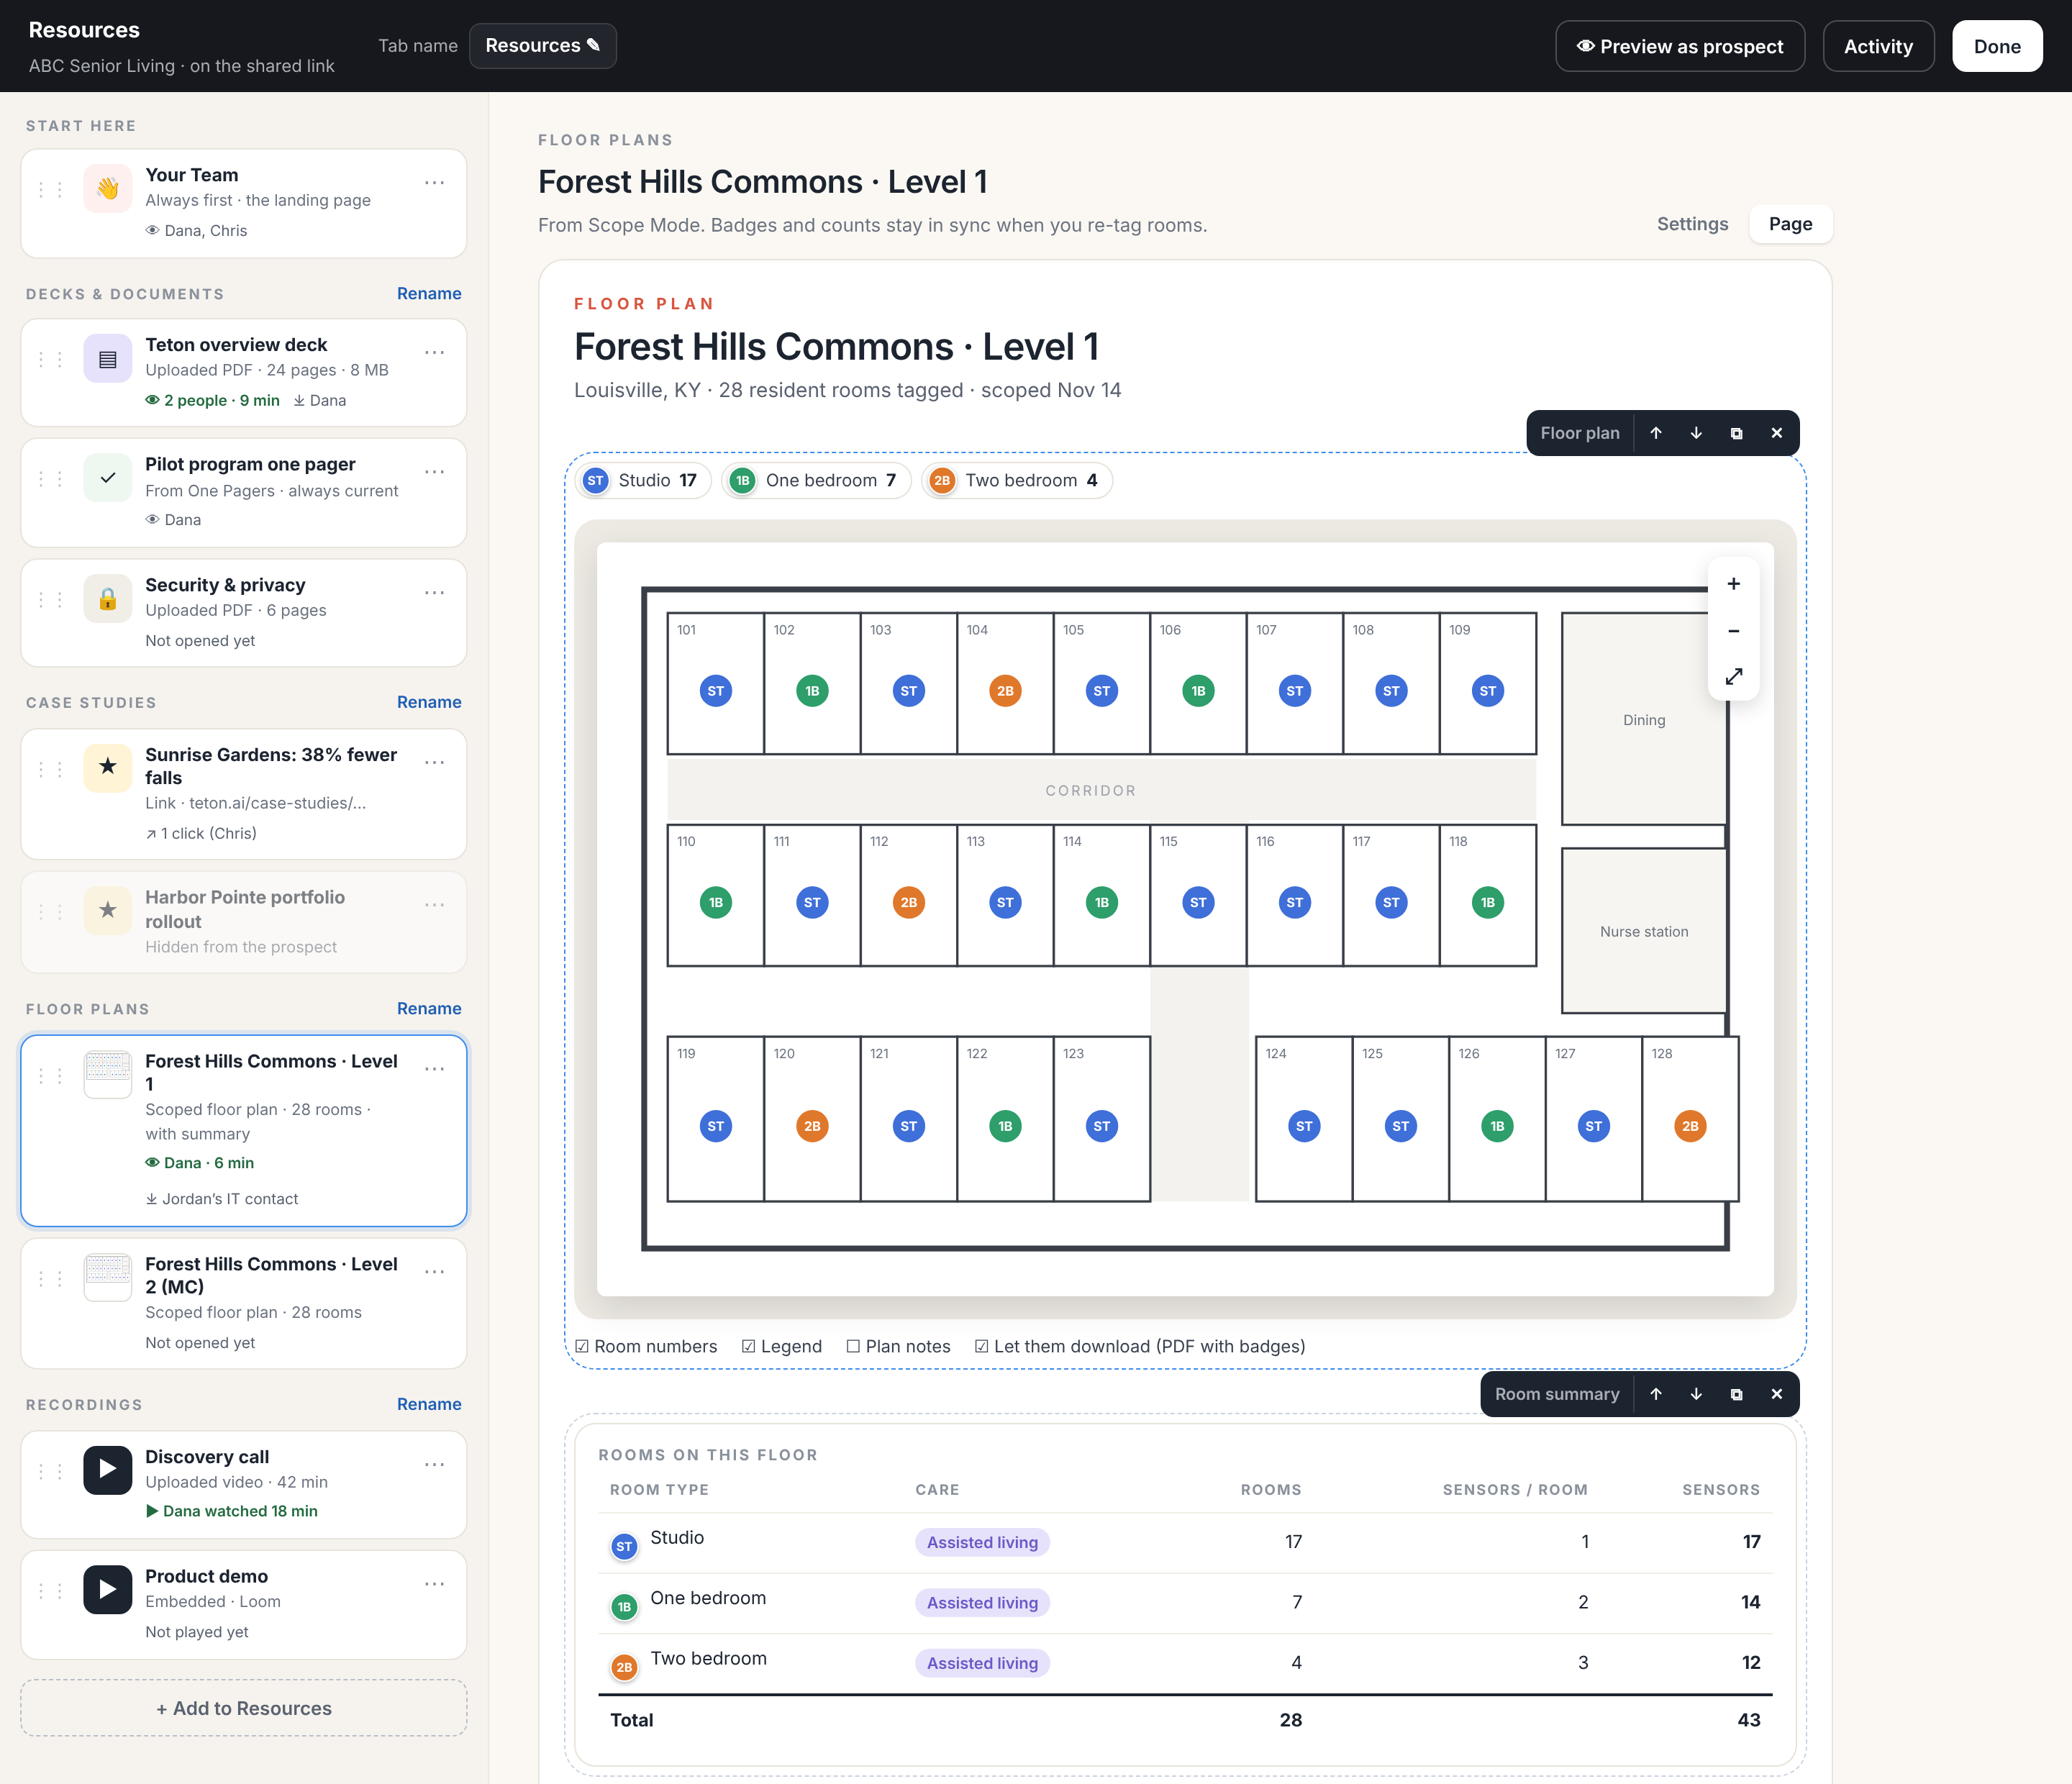 Resources
ABC Senior Living · on the shared link
Tab name
Resources ✎
👁 Preview as prospect
Activity
Done
START HERE
👋
Your Team
Always first · the landing page
👁 Dana, Chris
DECKS & DOCUMENTS
Rename
Teton overview deck
Uploaded PDF · 24 pages · 8 MB
👁 2 people · 9 min ↓ Dana
Pilot program one pager
From One Pagers · always current
👁 Dana
Security & privacy
Uploaded PDF · 6 pages
Not opened yet
CASE STUDIES
Rename
Sunrise Gardens: 38% fewer
falls
Link · teton.ai/case-studies/...
↗ 1 click (Chris)
Harbor Pointe portfolio
rollout
Hidden from the prospect
FLOOR PLANS
Rename
Forest Hills Commons · Level
1
Scoped floor plan · 28 rooms ·
with summary
👁 Dana · 6 min
↓ Jordan's IT contact
Forest Hills Commons · Level
2 (MC)
Scoped floor plan · 28 rooms
Not opened yet
RECORDINGS
Rename
Discovery call
Uploaded video · 42 min
▶ Dana watched 18 min
Product demo
Embedded · Loom
Not played yet
+ Add to Resources
FLOOR PLANS
Forest Hills Commons · Level 1
From Scope Mode. Badges and counts stay in sync when you re-tag rooms.
Settings
Page
FLOOR PLAN
Forest Hills Commons · Level 1
Louisville, KY · 28 resident rooms tagged · scoped Nov 14
Floor plan ↑ ↓ ⧉ ✕
ST Studio 17
1B One bedroom 7
2B Two bedroom 4
+
−
⤢
101 102 103 104 105 106 107 108 109
ST 1B ST 2B ST 1B ST ST ST
Dining
CORRIDOR
110 111 112 113 114 115 116 117 118
1B ST 2B ST 1B ST ST ST 1B
Nurse station
119 120 121 122 123 124 125 126 127 128
ST 2B ST 1B ST ST ST 1B ST 2B
☑ Room numbers ☑ Legend ☐ Plan notes ☑ Let them download (PDF with badges)
Room summary ↑ ↓ ⧉ ✕
ROOMS ON THIS FLOOR
ROOM TYPE CARE ROOMS SENSORS / ROOM SENSORS
ST Studio Assisted living 17 1 17
1B One bedroom Assisted living 7 2 14
2B Two bedroom Assisted living 4 3 12
Total 28 43